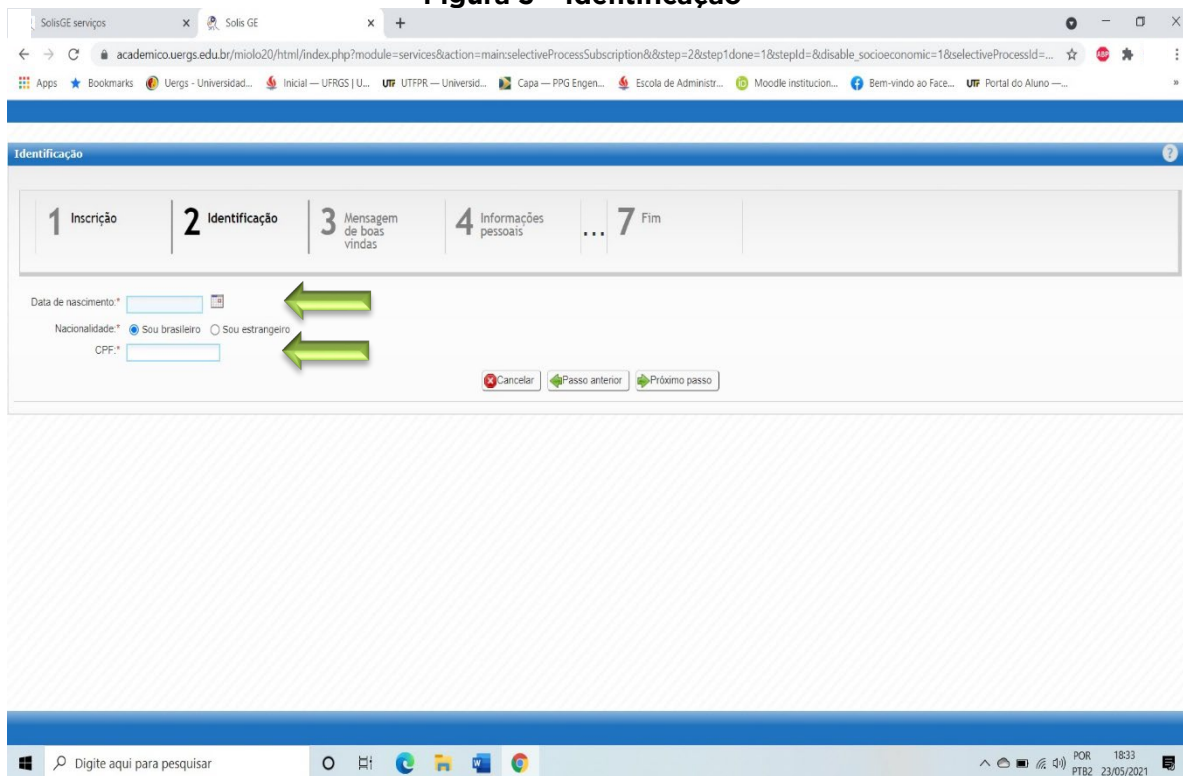 Figura 3 – Identificação
SolisGE serviços
Solis GE
academico.uergs.edu.br/miolo20/html/index.php?module=services&action=main:selectiveProcessSubscription&&step=2&step1done=1&stepId=&disable_socioeconomic=1&selectiveProcessId=...
ABP
Apps Bookmarks Uergs - Universidad... Inicial — UFRGS | U... UTF UTFPR — Universid... Capa — PPG Engen... Escola de Administr... Moodle institucion... Bem-vindo ao Face... UTF Portal do Aluno —... »
Identificação ?
1 Inscrição 2 Identificação 3 Mensagem de boas vindas 4 Informações pessoais ... 7 Fim
Data de nascimento:*
Nacionalidade:* Sou brasileiro Sou estrangeiro
CPF:*
Cancelar Passo anterior Próximo passo
Digite aqui para pesquisar
POR 18:33
PTB2 23/05/2021